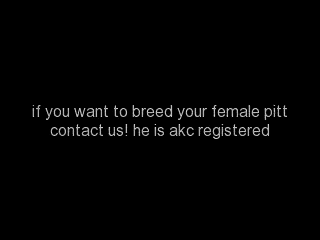 if you want to breed your female pitt
contact us! he is akc registered